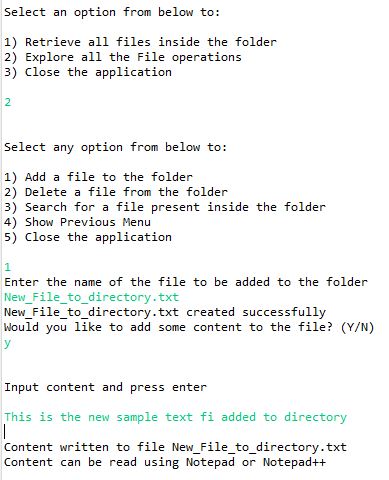 Select an option from below to:
1) Retrieve all files inside the folder
2) Explore all the File operations
3) Close the application
2
Select any option from below to:
1) Add a file to the folder
2) Delete a file from the folder
3) Search for a file present inside the folder
4) Show Previous Menu
5) Close the application
1
Enter the name of the file to be added to the folder
New_File_to_directory.txt
New_File_to_directory.txt created successfully
Would you like to add some content to the file? (Y/N)
y
Input content and press enter
This is the new sample text fi added to directory
Content written to file New_File_to_directory.txt
Content can be read using Notepad or Notepad++